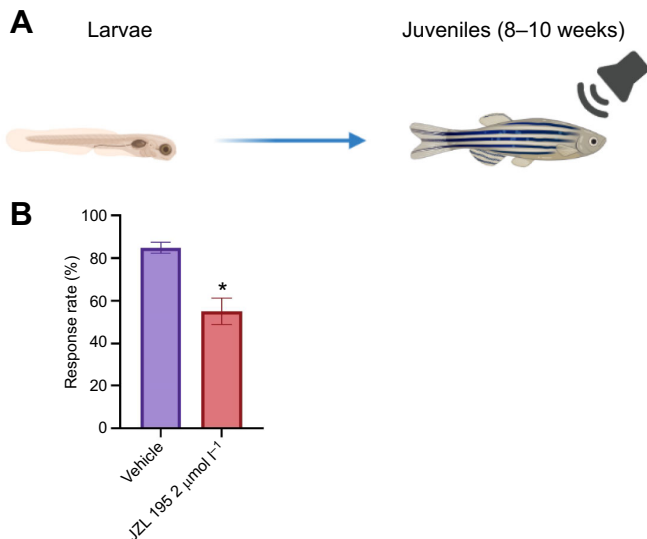 A
Larvae
Juveniles (8–10 weeks)
B
Response rate (%)
100
80
60
40
20
0
*
Vehicle
JZL 195 2 μmol l⁻¹